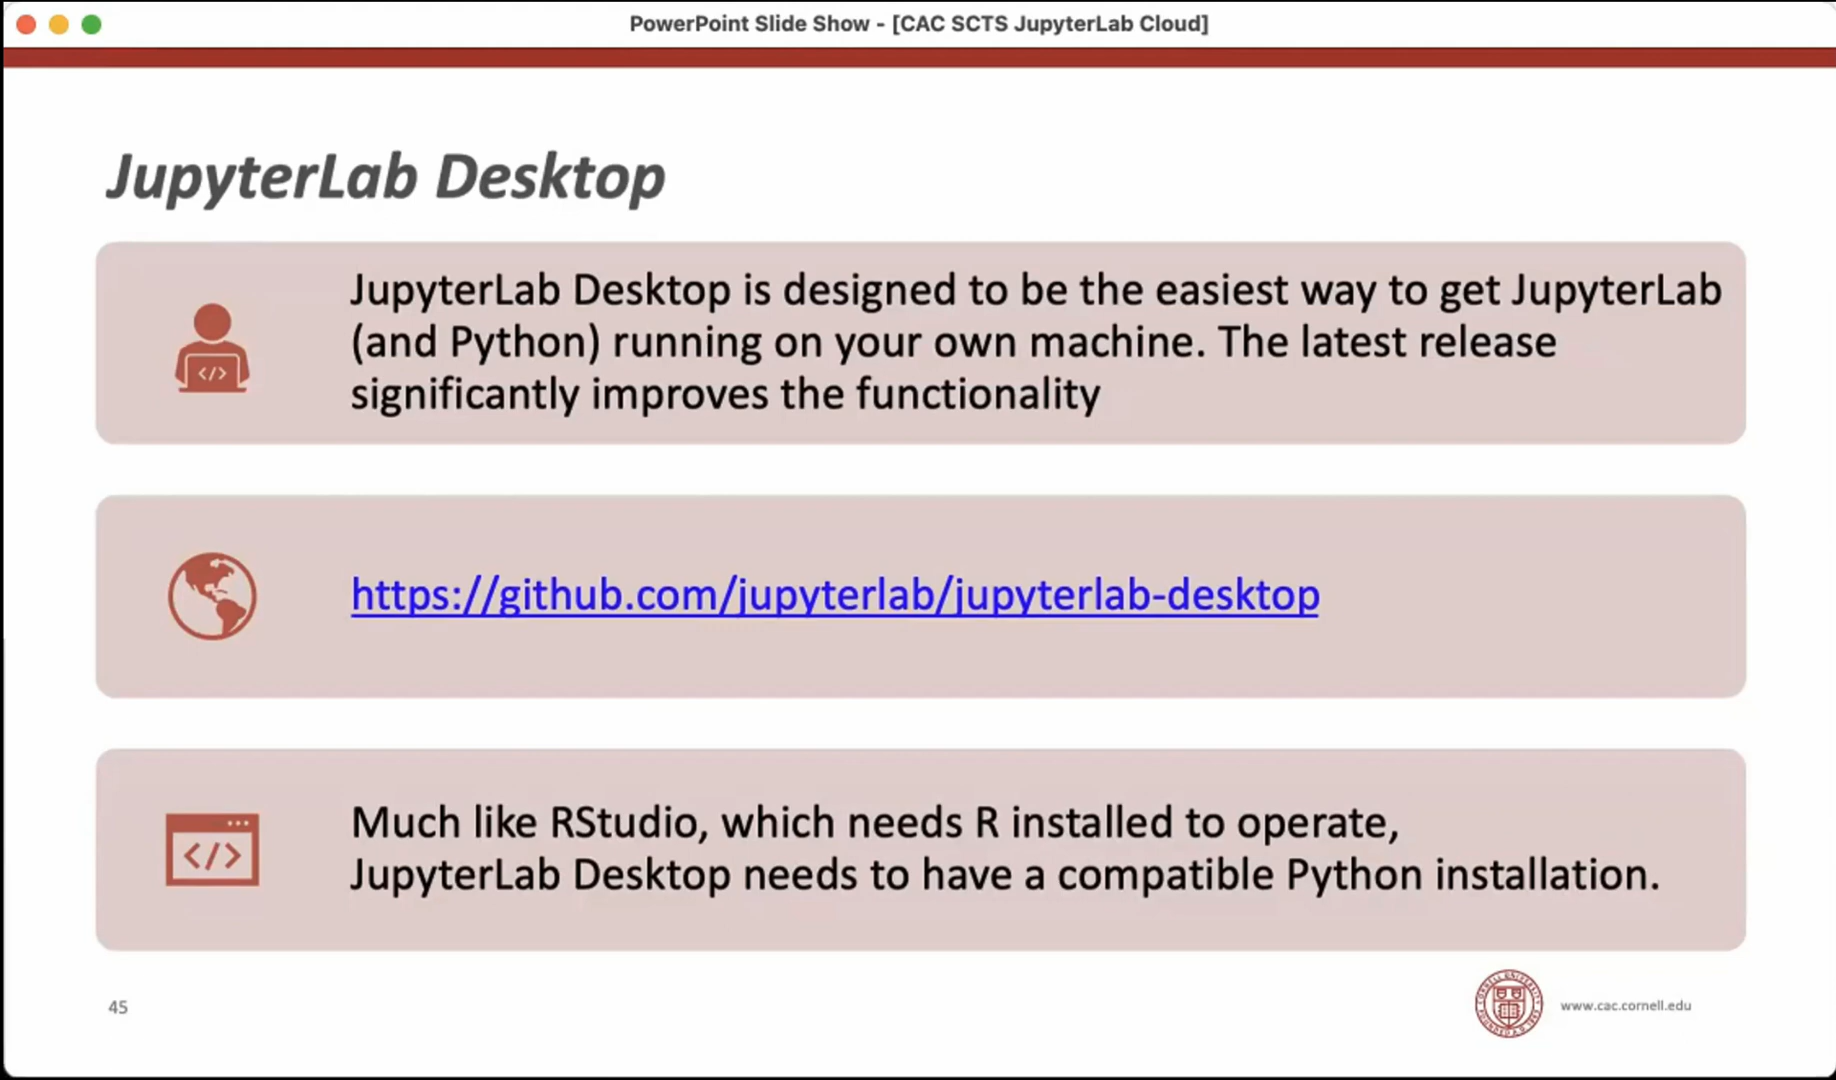 PowerPoint Slide Show - [CAC SCTS JupyterLab Cloud]
JupyterLab Desktop
JupyterLab Desktop is designed to be the easiest way to get JupyterLab
(and Python) running on your own machine. The latest release
significantly improves the functionality
</>
https://github.com/jupyterlab/jupyterlab-desktop
</>
Much like RStudio, which needs R installed to operate,
JupyterLab Desktop needs to have a compatible Python installation.
45
www.cac.cornell.edu